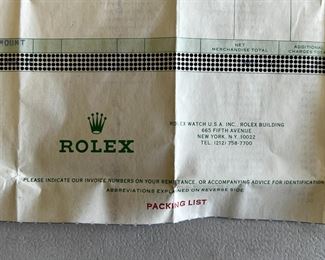 AMOUNT
NET
MERCHANDISE TOTAL
ADDITIONAL
CHARGES TO
ROLEX
ROLEX WATCH U.S.A. INC., ROLEX BUILDING
665 FIFTH AVENUE
NEW YORK, N.Y. 10022
TEL. (212) 758-7700
PLEASE INDICATE OUR INVOICE NUMBERS ON YOUR REMITTANCE, OR ACCOMPANYING ADVICE FOR IDENTIFICATION
ABBREVIATIONS EXPLAINED ON REVERSE SIDE
PACKING LIST